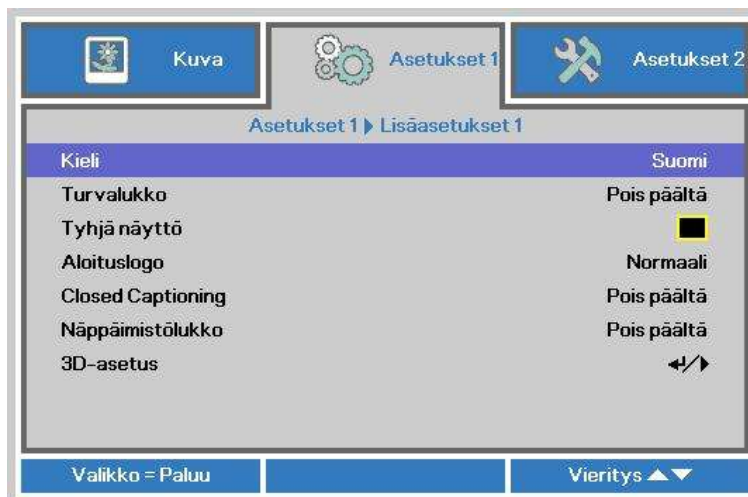 Kuva
Asetukset 1
Asetukset 2
Asetukset 1 Lisäasetukset 1
Kieli Suomi
Turvalukko Pois päältä
Tyhjä näyttö
Aloituslogo Normaali
Closed Captioning Pois päältä
Näppäimistölukko Pois päältä
3D-asetus
Valikko = Paluu
Vieritys